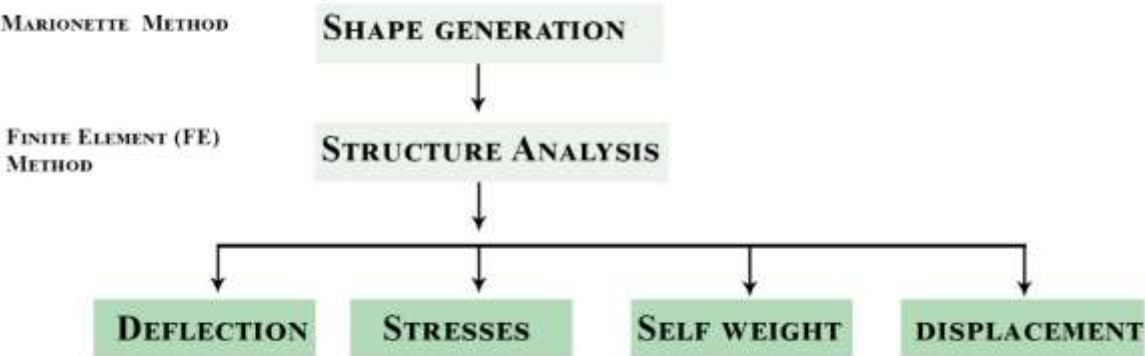 Marionette Method
Shape generation
Finite Element (FE)
Method
Structure Analysis
Deflection
Stresses
Self weight
displacement